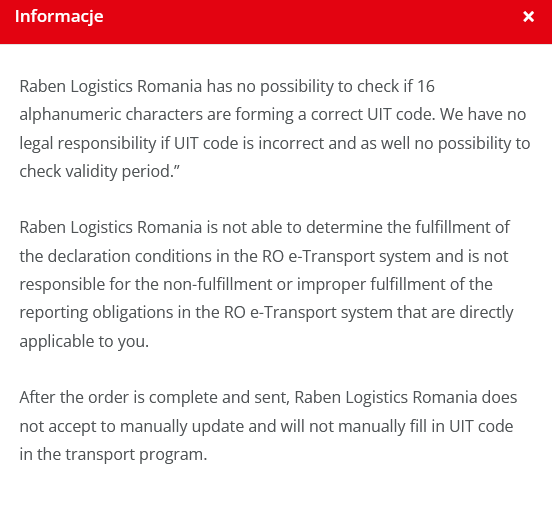 Informacje
Raben Logistics Romania has no possibility to check if 16
alphanumeric characters are forming a correct UIT code. We have no
legal responsibility if UIT code is incorrect and as well no possibility to
check validity period.”
Raben Logistics Romania is not able to determine the fulfillment of
the declaration conditions in the RO e-Transport system and is not
responsible for the non-fulfillment or improper fulfillment of the
reporting obligations in the RO e-Transport system that are directly
applicable to you.
After the order is complete and sent, Raben Logistics Romania does
not accept to manually update and will not manually fill in UIT code
in the transport program.